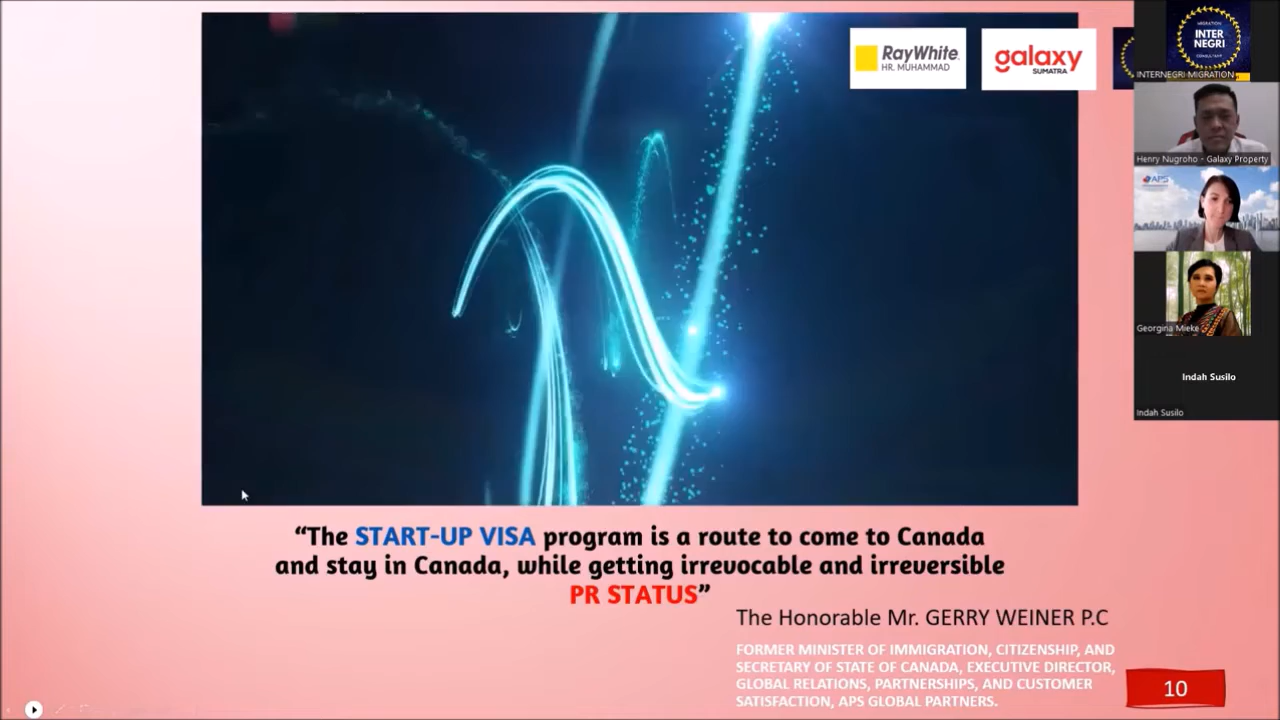 RayWhite.
HR. MUHAMMAD
galaxy
SUMATRA
INTER
NEGRI
INTERNEGRI MIGRATION
Henry Nugroho - Galaxy Property
APS
Georgina Mieke
Indah Susilo
Indah Susilo
“The START-UP VISA program is a route to come to Canada
and stay in Canada, while getting irrevocable and irreversible
PR STATUS”
The Honorable Mr. GERRY WEINER P.C
FORMER MINISTER OF IMMIGRATION, CITIZENSHIP, AND
SECRETARY OF STATE OF CANADA, EXECUTIVE DIRECTOR,
GLOBAL RELATIONS, PARTNERSHIPS, AND CUSTOMER
SATISFACTION, APS GLOBAL PARTNERS.
10